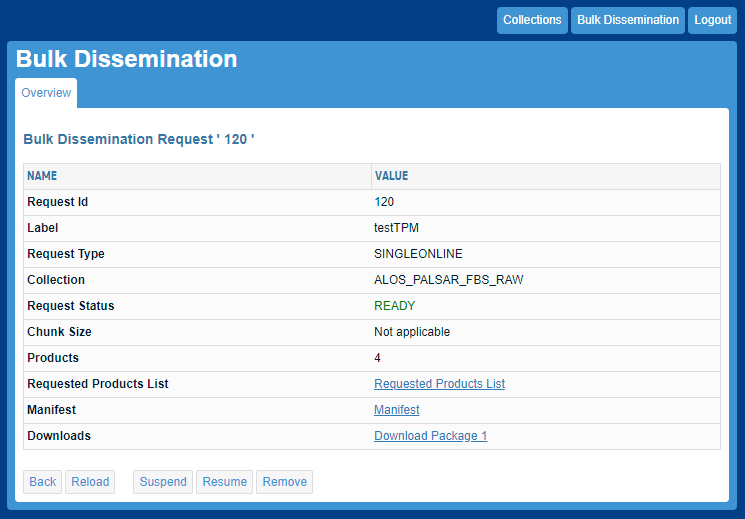 Collections Bulk Dissemination Logout
Bulk Dissemination
Overview
Bulk Dissemination Request ' 120 '
NAME VALUE
Request Id 120
Label testTPM
Request Type SINGLEONLINE
Collection ALOS_PALSAR_FBS_RAW
Request Status READY
Chunk Size Not applicable
Products 4
Requested Products List Requested Products List
Manifest Manifest
Downloads Download Package 1
Back Reload Suspend Resume Remove